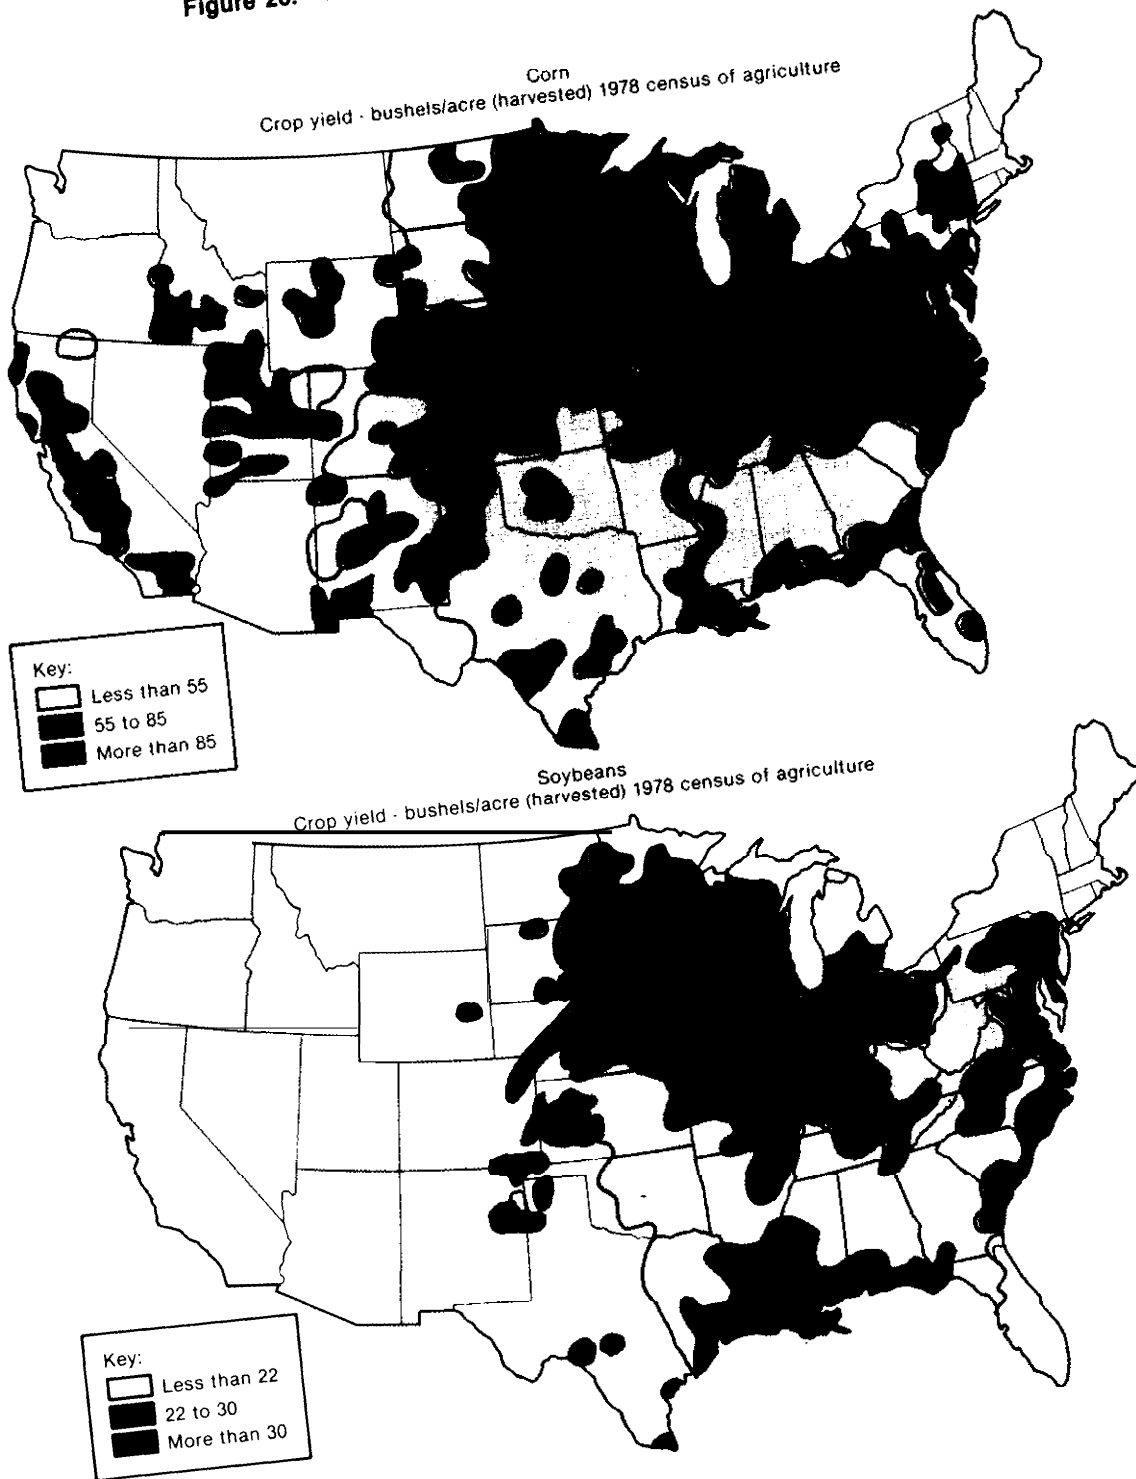 Figure 20.
Corn
Crop yield - bushels/acre (harvested) 1978 census of agriculture
Key:
Less than 55
55 to 85
More than 85
Soybeans
Crop yield - bushels/acre (harvested) 1978 census of agriculture
Key:
Less than 22
22 to 30
More than 30